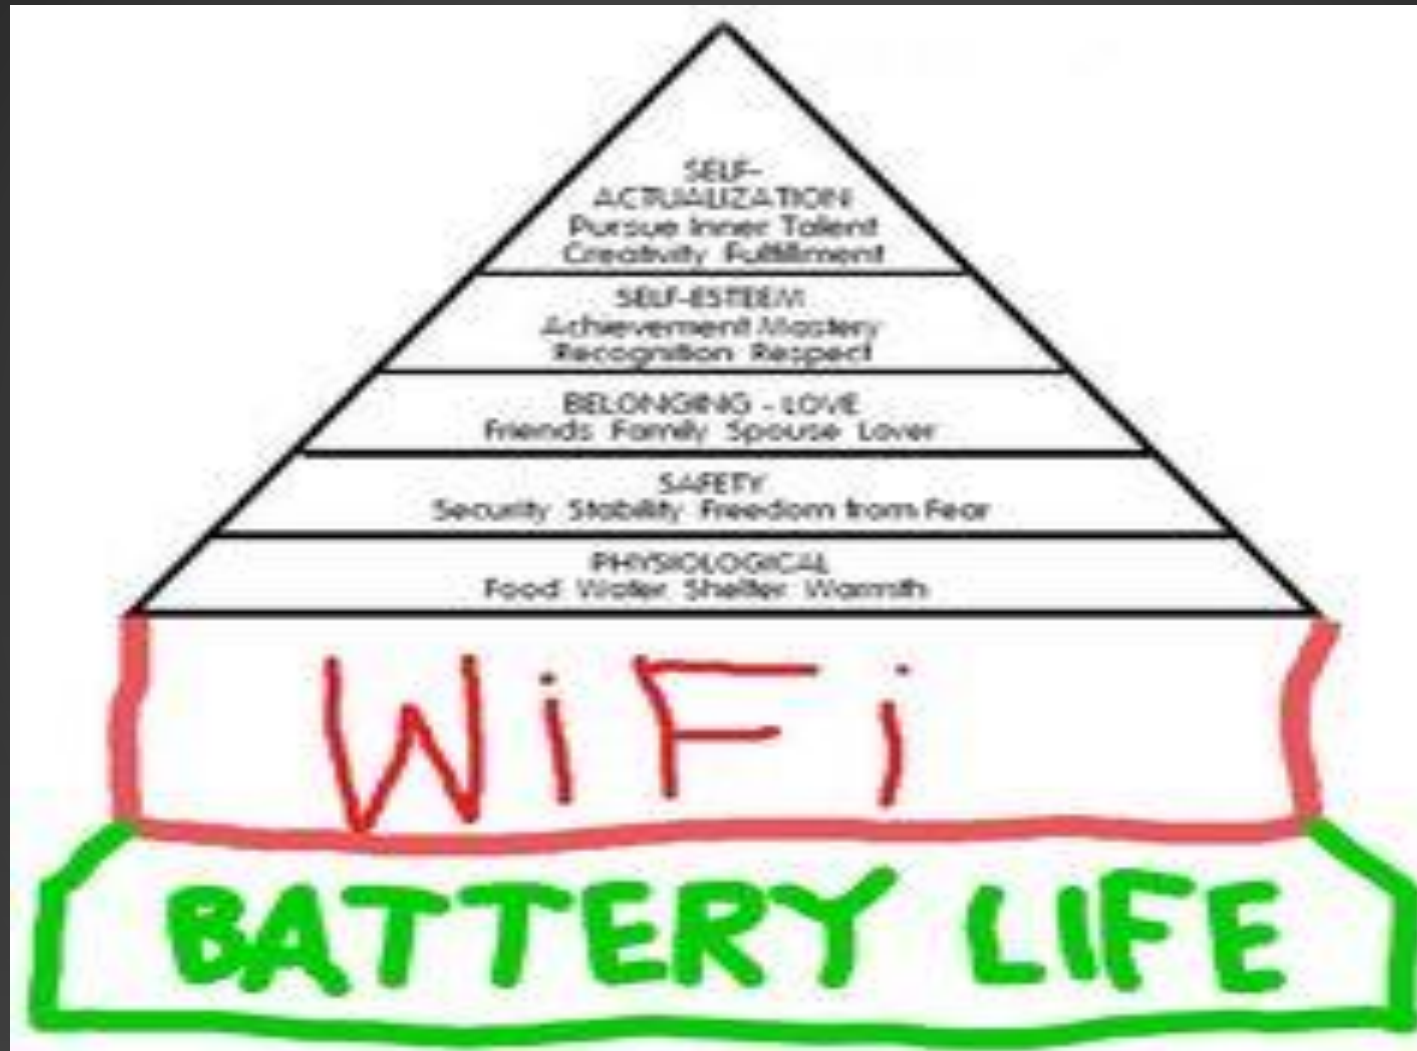 SELF-
ACTUALIZATION
Pursue Inner Talent
Creativity Fulfillment
SELF-ESTEEM
Achievement Mastery
Recognition Respect
BELONGING - LOVE
Friends Family Spouse Lover
SAFETY
Security Stability Freedom from Fear
PHYSIOLOGICAL
Food Water Shelter Warmth
WiFi
BATTERY LIFE